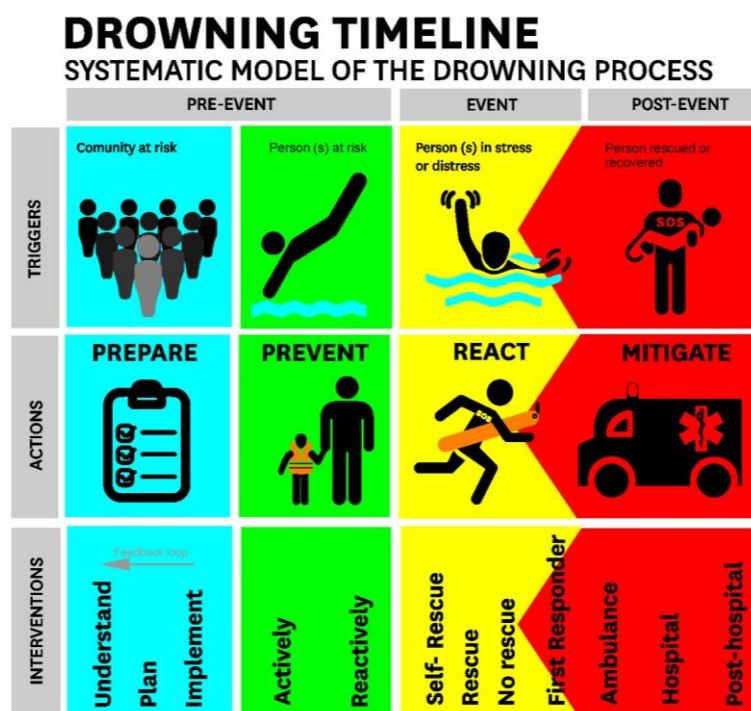 DROWNING TIMELINE
SYSTEMATIC MODEL OF THE DROWNING PROCESS
PRE-EVENT
EVENT
POST-EVENT
TRIGGERS
Comunity at risk
Person (s) at risk
Person (s) in stress
or distress
Person rescued or
recovered
SOS
ACTIONS
PREPARE
PREVENT
REACT
MITIGATE
SOS
INTERVENTIONS
Feedback loop
Understand
Plan
Implement
Actively
Reactively
Self- Rescue
Rescue
No rescue
First Responder
Ambulance
Hospital
Post-hospital